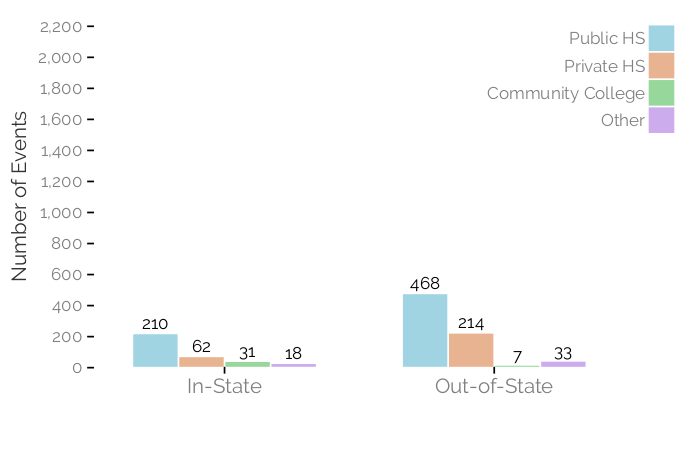 Number of Events
2,200
2,000
1,800
1,600
1,400
1,200
1,000
800
600
400
200
0
Public HS
Private HS
Community College
Other
210
62
31
18
468
214
7
33
In-State
Out-of-State